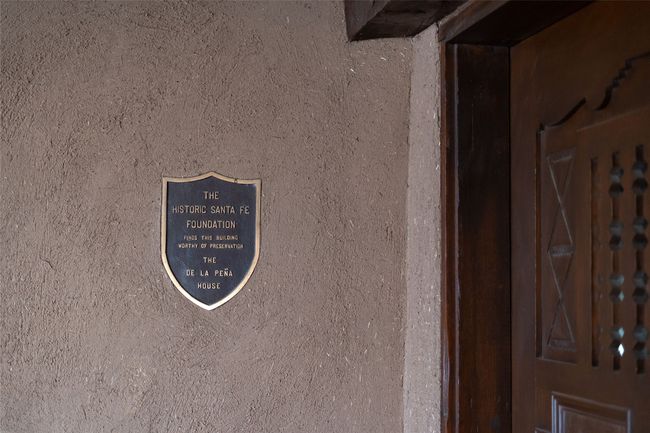 THE
HISTORIC SANTA FE
FOUNDATION
FINDS THIS BUILDING
WORTHY OF PRESERVATION
THE
DE LA PEÑA
HOUSE